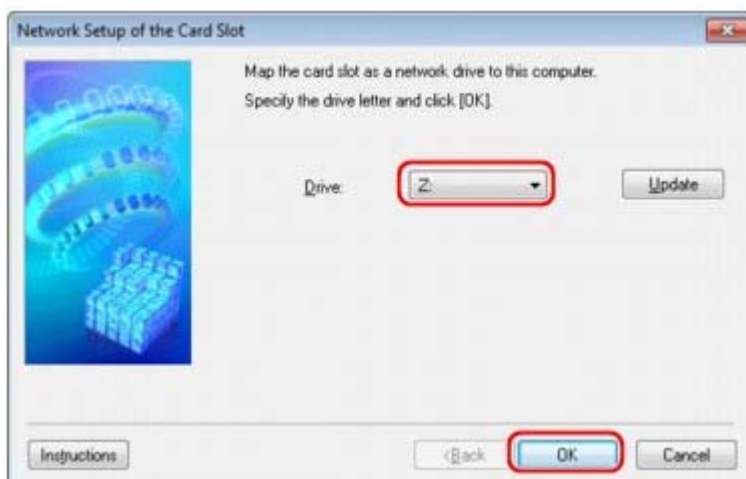 Network Setup of the Card Slot
Map the card slot as a network drive to this computer.
Specify the drive letter and click [OK].
Drive: Z: Update
Instructions <Back OK Cancel